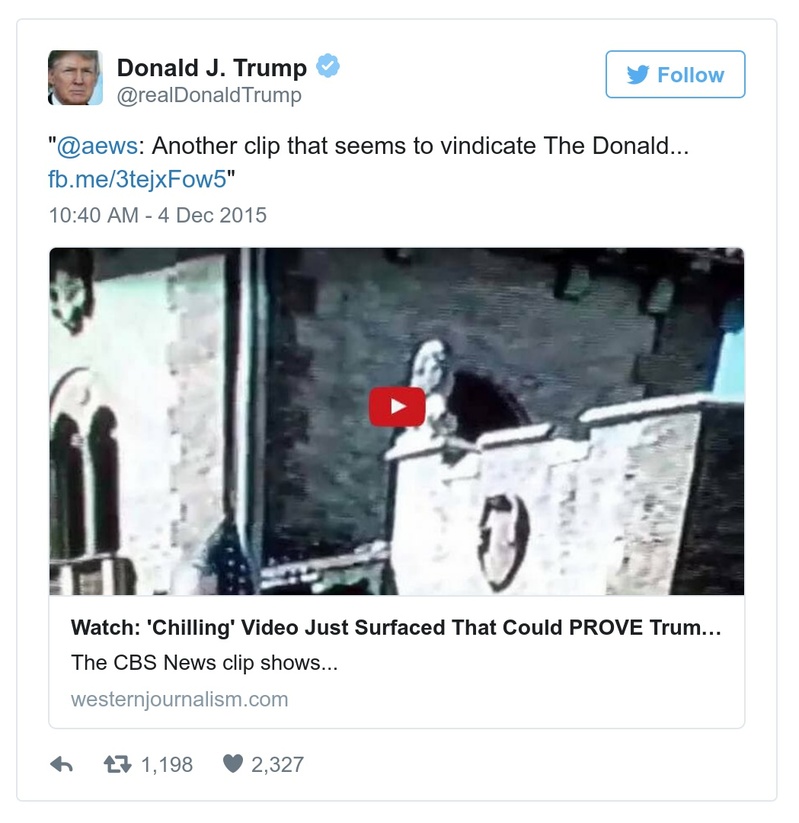 Donald J. Trump
@realDonaldTrump
Follow
"@aews: Another clip that seems to vindicate The Donald...
fb.me/3tejxFow5"
10:40 AM - 4 Dec 2015
Watch: 'Chilling' Video Just Surfaced That Could PROVE Trum...
The CBS News clip shows...
westernjournalism.com
1,198 2,327